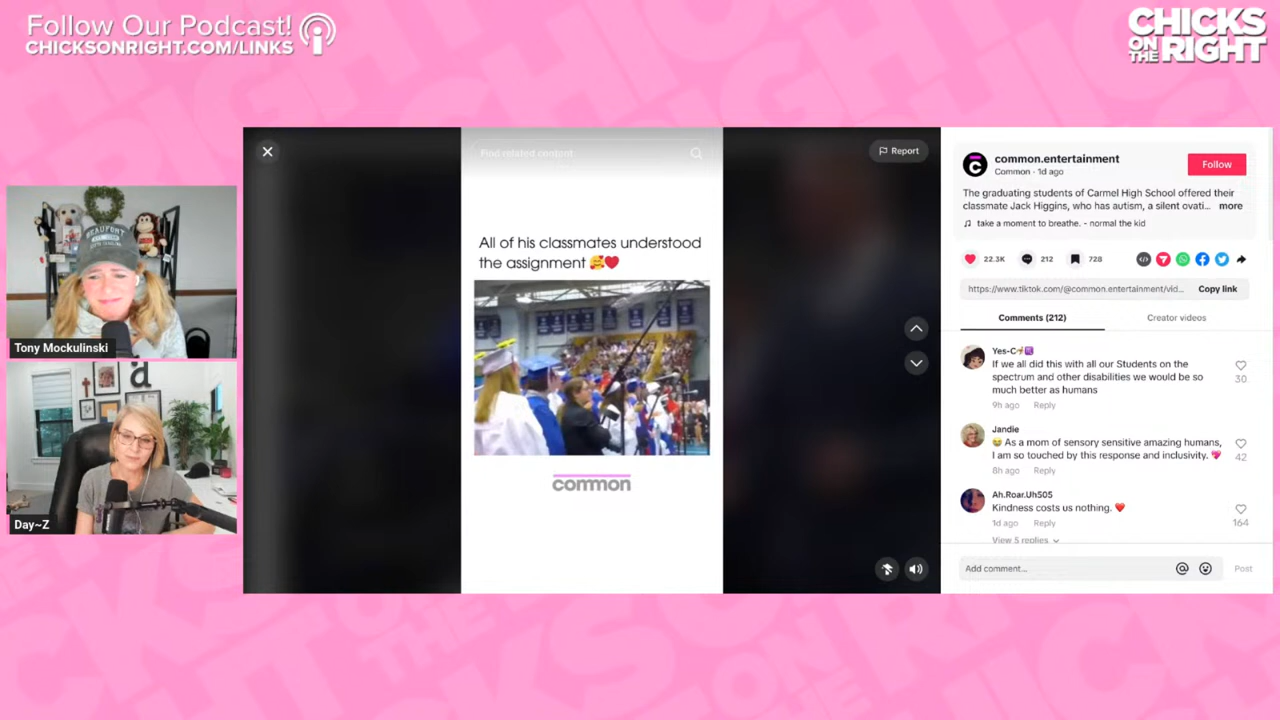 Follow Our Podcast!
CHICKSONRIGHT.COM/LINKS
CHICKS
ON THE RIGHT
Tony Mockulinski
a
Day~Z
Find related content
Report
All of his classmates understood
the assignment 🥰❤️
common
common.entertainment
Common · 1d ago
Follow
The graduating students of Carmel High School offered their
classmate Jack Higgins, who has autism, a silent ovati... more
take a moment to breathe. - normal the kid
22.3K
212
728
https://www.tiktok.com/@common.entertainment/vid...
Copy link
Comments (212)
Creator videos
Yes-C
If we all did this with all our Students on the
spectrum and other disabilities we would be so
much better as humans
30
9h ago Reply
Jandie
😭 As a mom of sensory sensitive amazing humans,
I am so touched by this response and inclusivity. 💖
42
8h ago Reply
Ah.Roar.Uh505
Kindness costs us nothing. ❤️
164
1d ago Reply
View 5 replies
Add comment...
Post